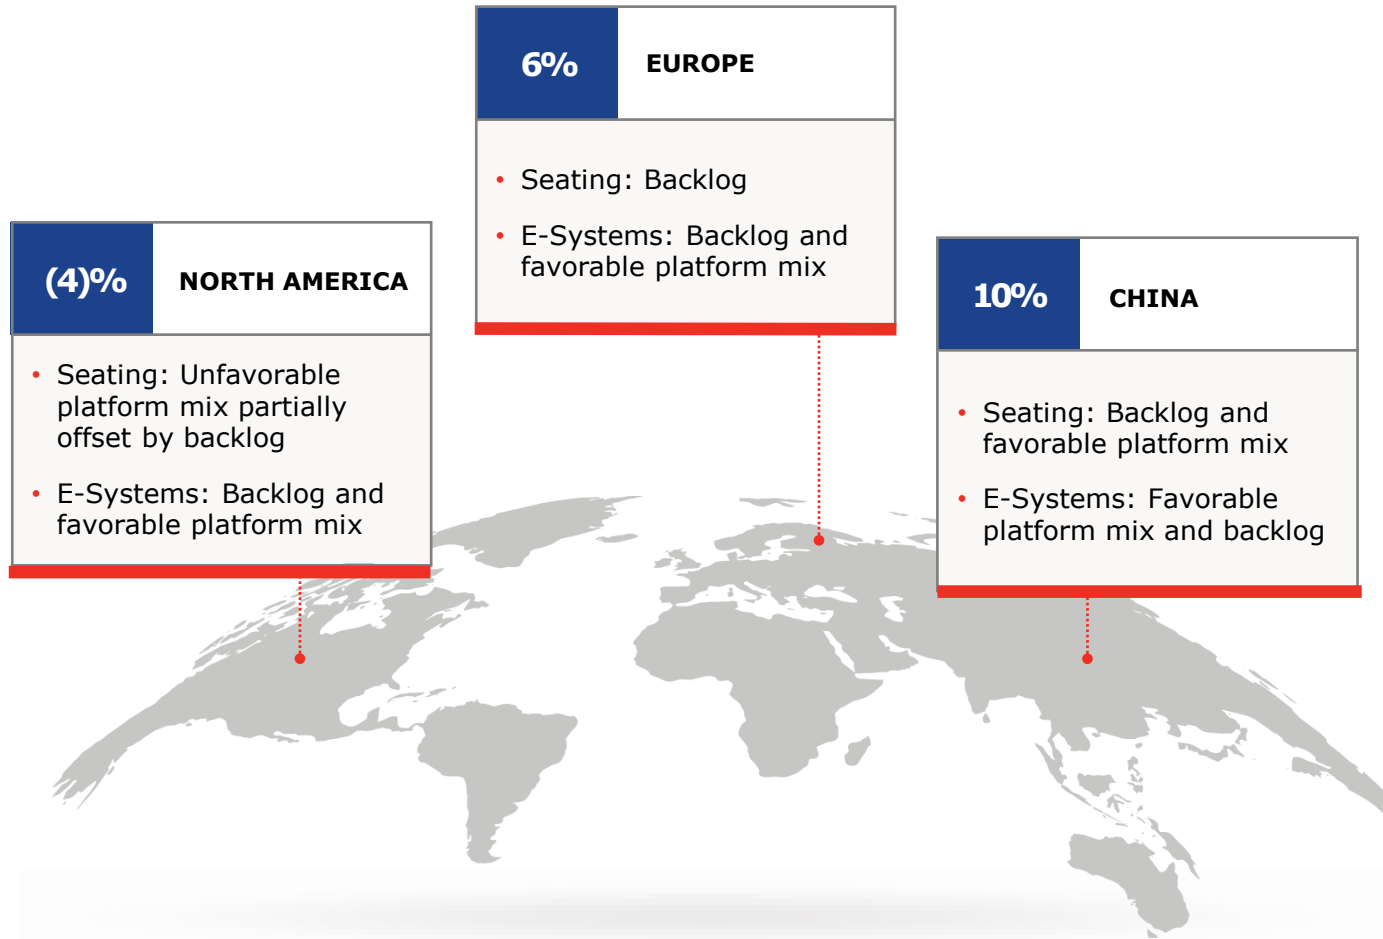 6%
EUROPE
• Seating: Backlog
• E-Systems: Backlog and
favorable platform mix
(4)%
NORTH AMERICA
• Seating: Unfavorable
platform mix partially
offset by backlog
• E-Systems: Backlog and
favorable platform mix
10%
CHINA
• Seating: Backlog and
favorable platform mix
• E-Systems: Favorable
platform mix and backlog